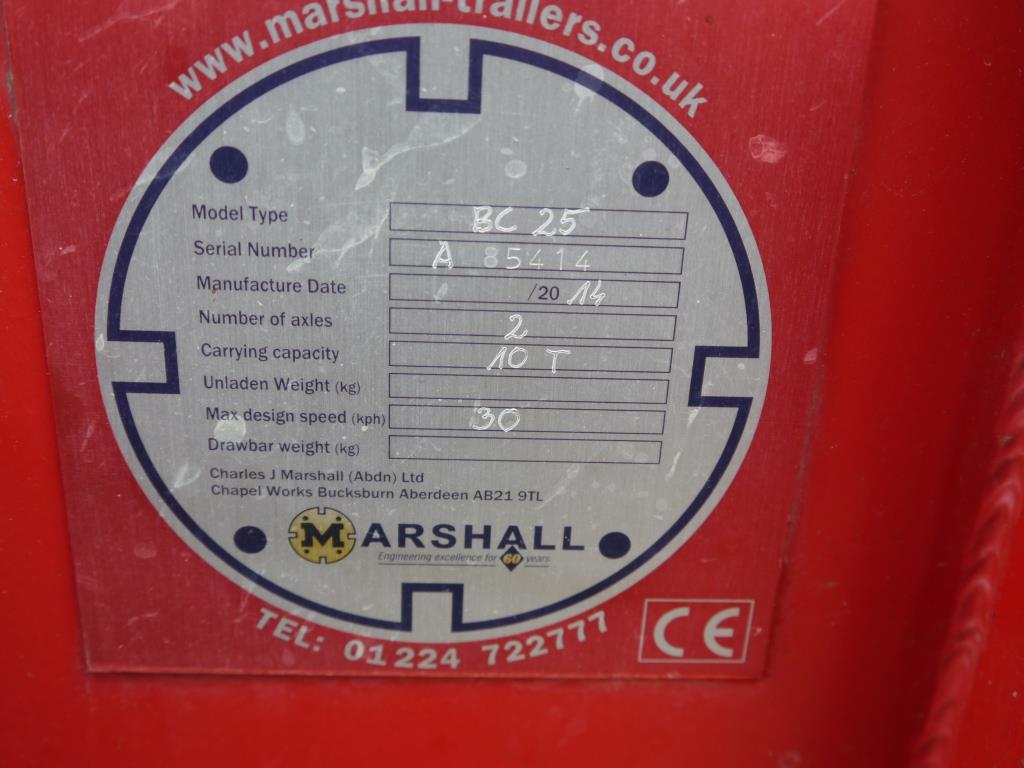 www.marshall-trailers.co.uk
Model Type BC 25
Serial Number A 85414
Manufacture Date /20 14
Number of axles 2
Carrying capacity 10 T
Unladen Weight (kg)
Max design speed (kph) 30
Drawbar weight (kg)
Charles J Marshall (Abdn) Ltd
Chapel Works Bucksburn Aberdeen AB21 9TL
MARSHALL
Engineering excellence for 60 years
TEL: 01224 722777
CE